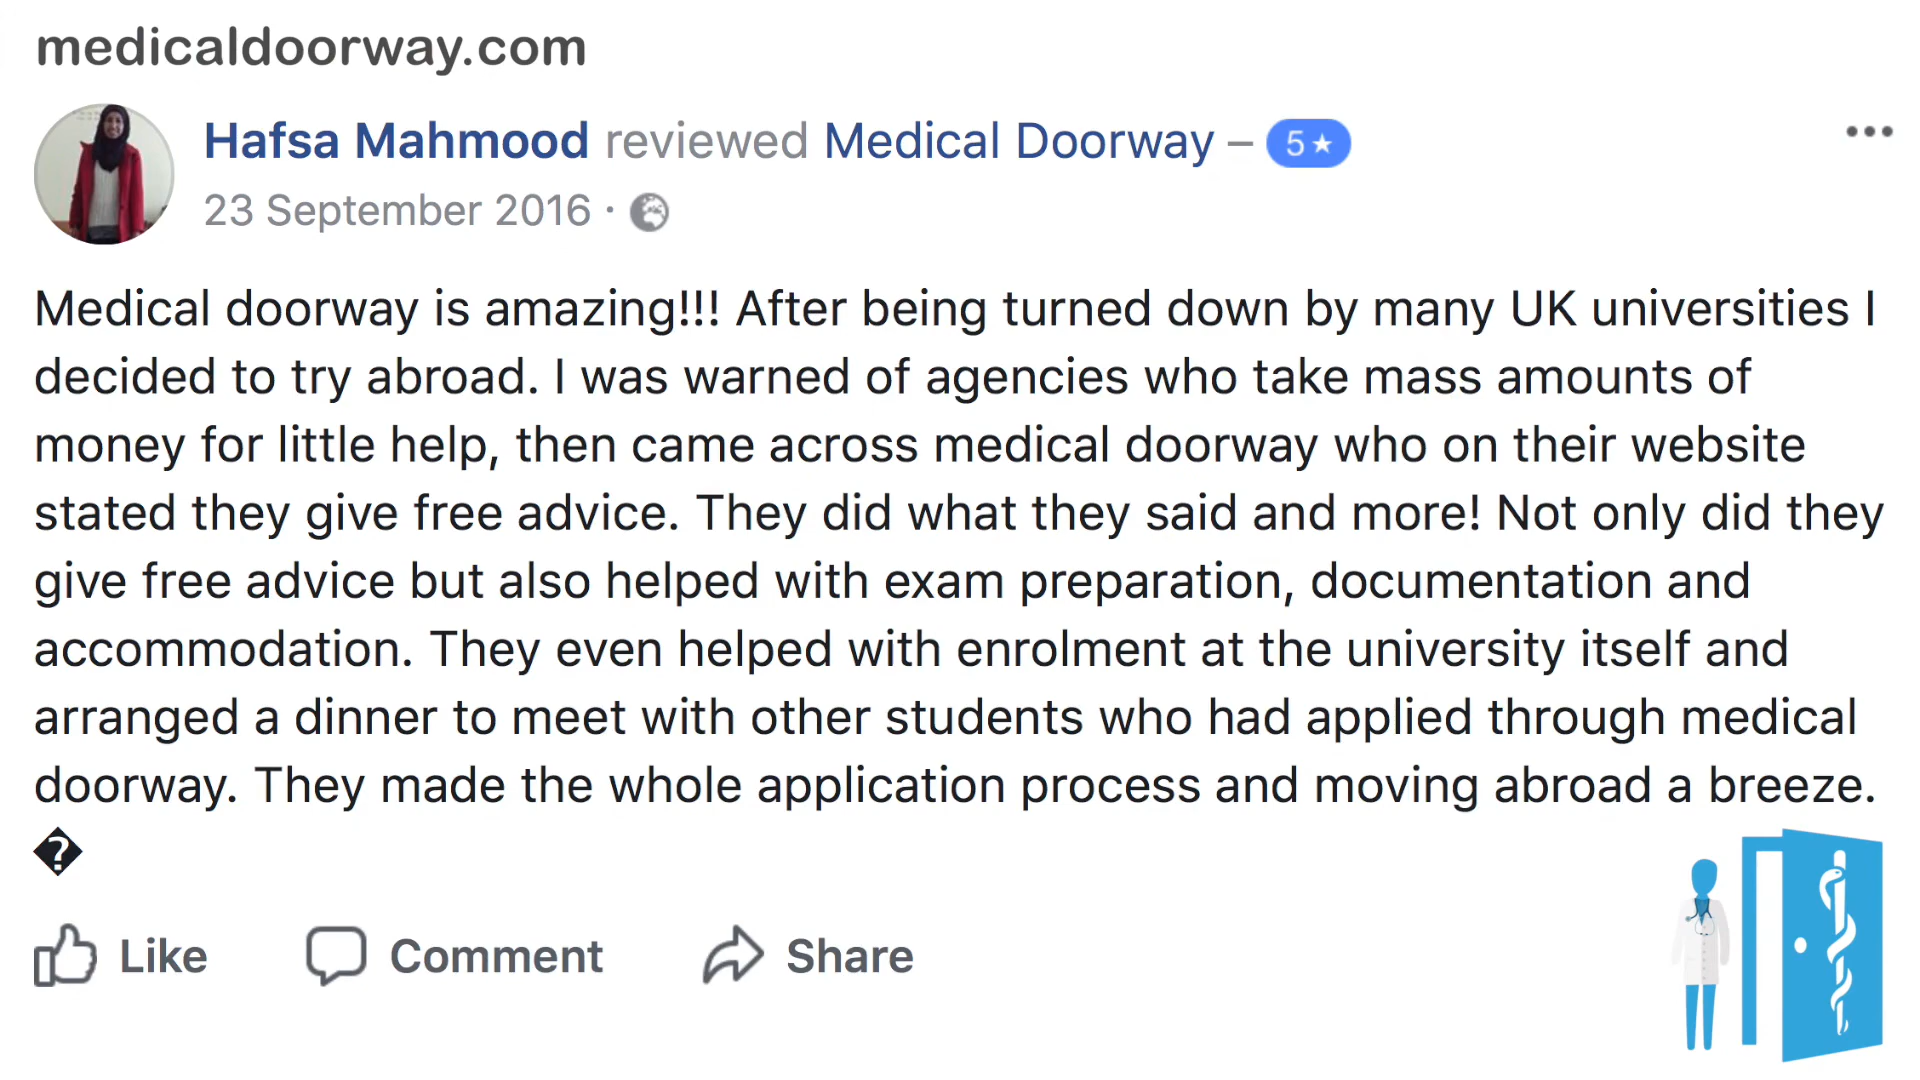 medicaldoorway.com
Hafsa Mahmood reviewed Medical Doorway – 5★
23 September 2016 ·
Medical doorway is amazing!!! After being turned down by many UK universities I
decided to try abroad. I was warned of agencies who take mass amounts of
money for little help, then came across medical doorway who on their website
stated they give free advice. They did what they said and more! Not only did they
give free advice but also helped with exam preparation, documentation and
accommodation. They even helped with enrolment at the university itself and
arranged a dinner to meet with other students who had applied through medical
doorway. They made the whole application process and moving abroad a breeze.
�
Like Comment Share